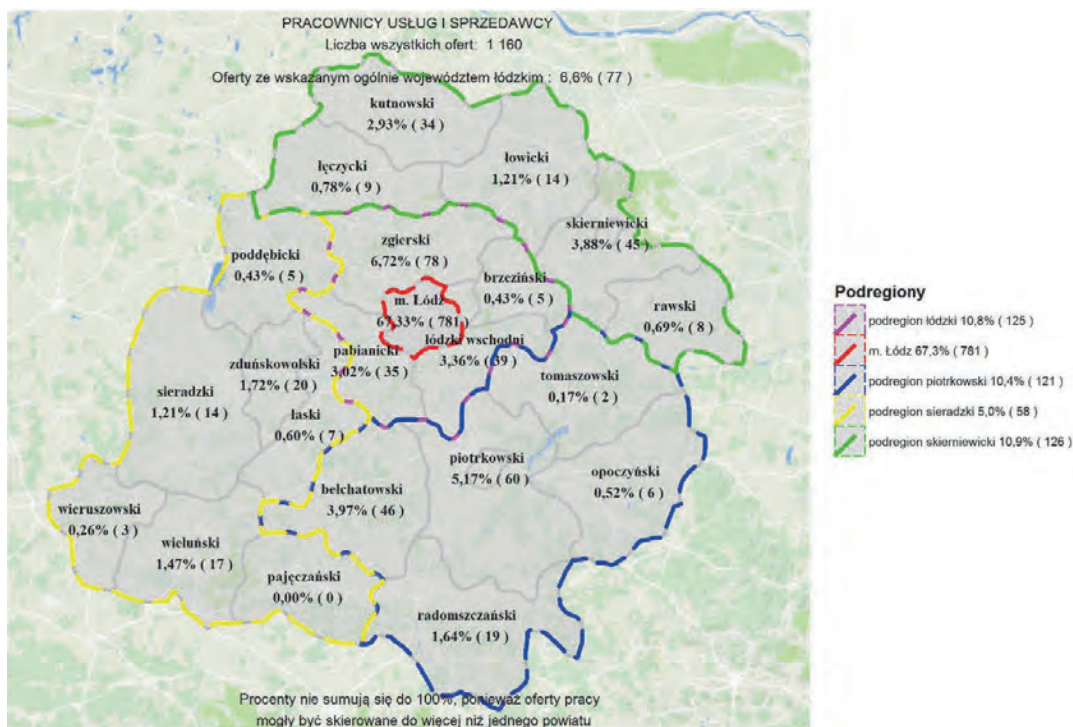 PRACOWNICY USŁUG I SPRZEDAWCY
Liczba wszystkich ofert: 1 160
Oferty ze wskazanym ogólnie województwem łódzkim : 6,6% ( 77 )
kutnowski
2,93% ( 34 )
łęczycki
0,78% ( 9 )
łowicki
1,21% ( 14 )
skierniewicki
3,88% ( 45 )
zgierski
6,72% ( 78 )
poddębicki
0,43% ( 5 )
brzeziński
0,43% ( 5 )
rawski
0,69% ( 8 )
m. Łódź
67,33% ( 781 )
łódzki wschodni
3,36% ( 39 )
pabianicki
3,02% ( 35 )
zduńskowolski
1,72% ( 20 )
tomaszowski
0,17% ( 2 )
sieradzki
1,21% ( 14 )
łaski
0,60% ( 7 )
piotrkowski
5,17% ( 60 )
opoczyński
0,52% ( 6 )
bełchatowski
3,97% ( 46 )
wieruszowski
0,26% ( 3 )
wieluński
1,47% ( 17 )
pajęczański
0,00% ( 0 )
radomszczański
1,64% ( 19 )
Procenty nie sumują się do 100%, ponieważ oferty pracy
mogły być skierowane do więcej niż jednego powiatu
Podregiony
podregion łódzki 10,8% ( 125 )
m. Łódz 67,3% ( 781 )
podregion piotrkowski 10,4% ( 121 )
podregion sieradzki 5,0% ( 58 )
podregion skierniewicki 10,9% ( 126 )